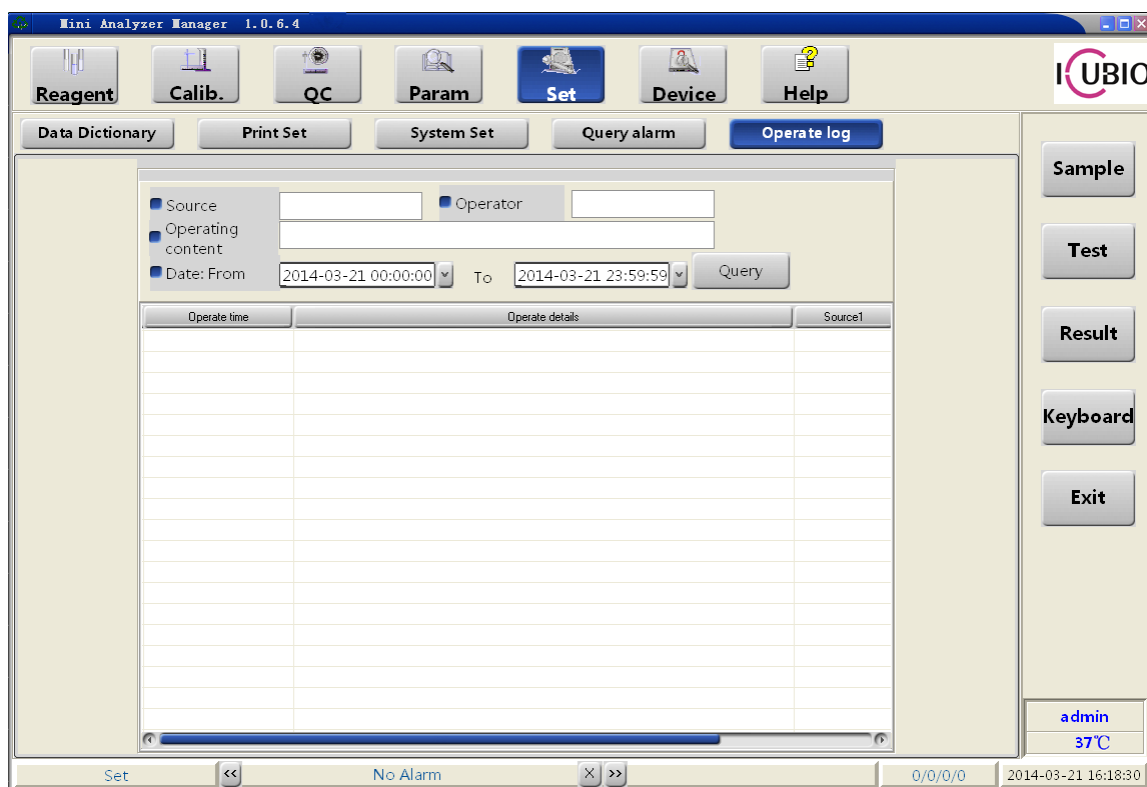 Mini Analyzer Manager 1.0.6.4
Reagent Calib. QC Param Set Device Help
ICUBIO
Data Dictionary Print Set System Set Query alarm Operate log
Source Operator
Operating
content
Date: From 2014-03-21 00:00:00 To 2014-03-21 23:59:59 Query
Operate time Operate details Source1
Sample
Test
Result
Keyboard
Exit
admin
37℃
Set << No Alarm X >> 0/0/0/0 2014-03-21 16:18:30